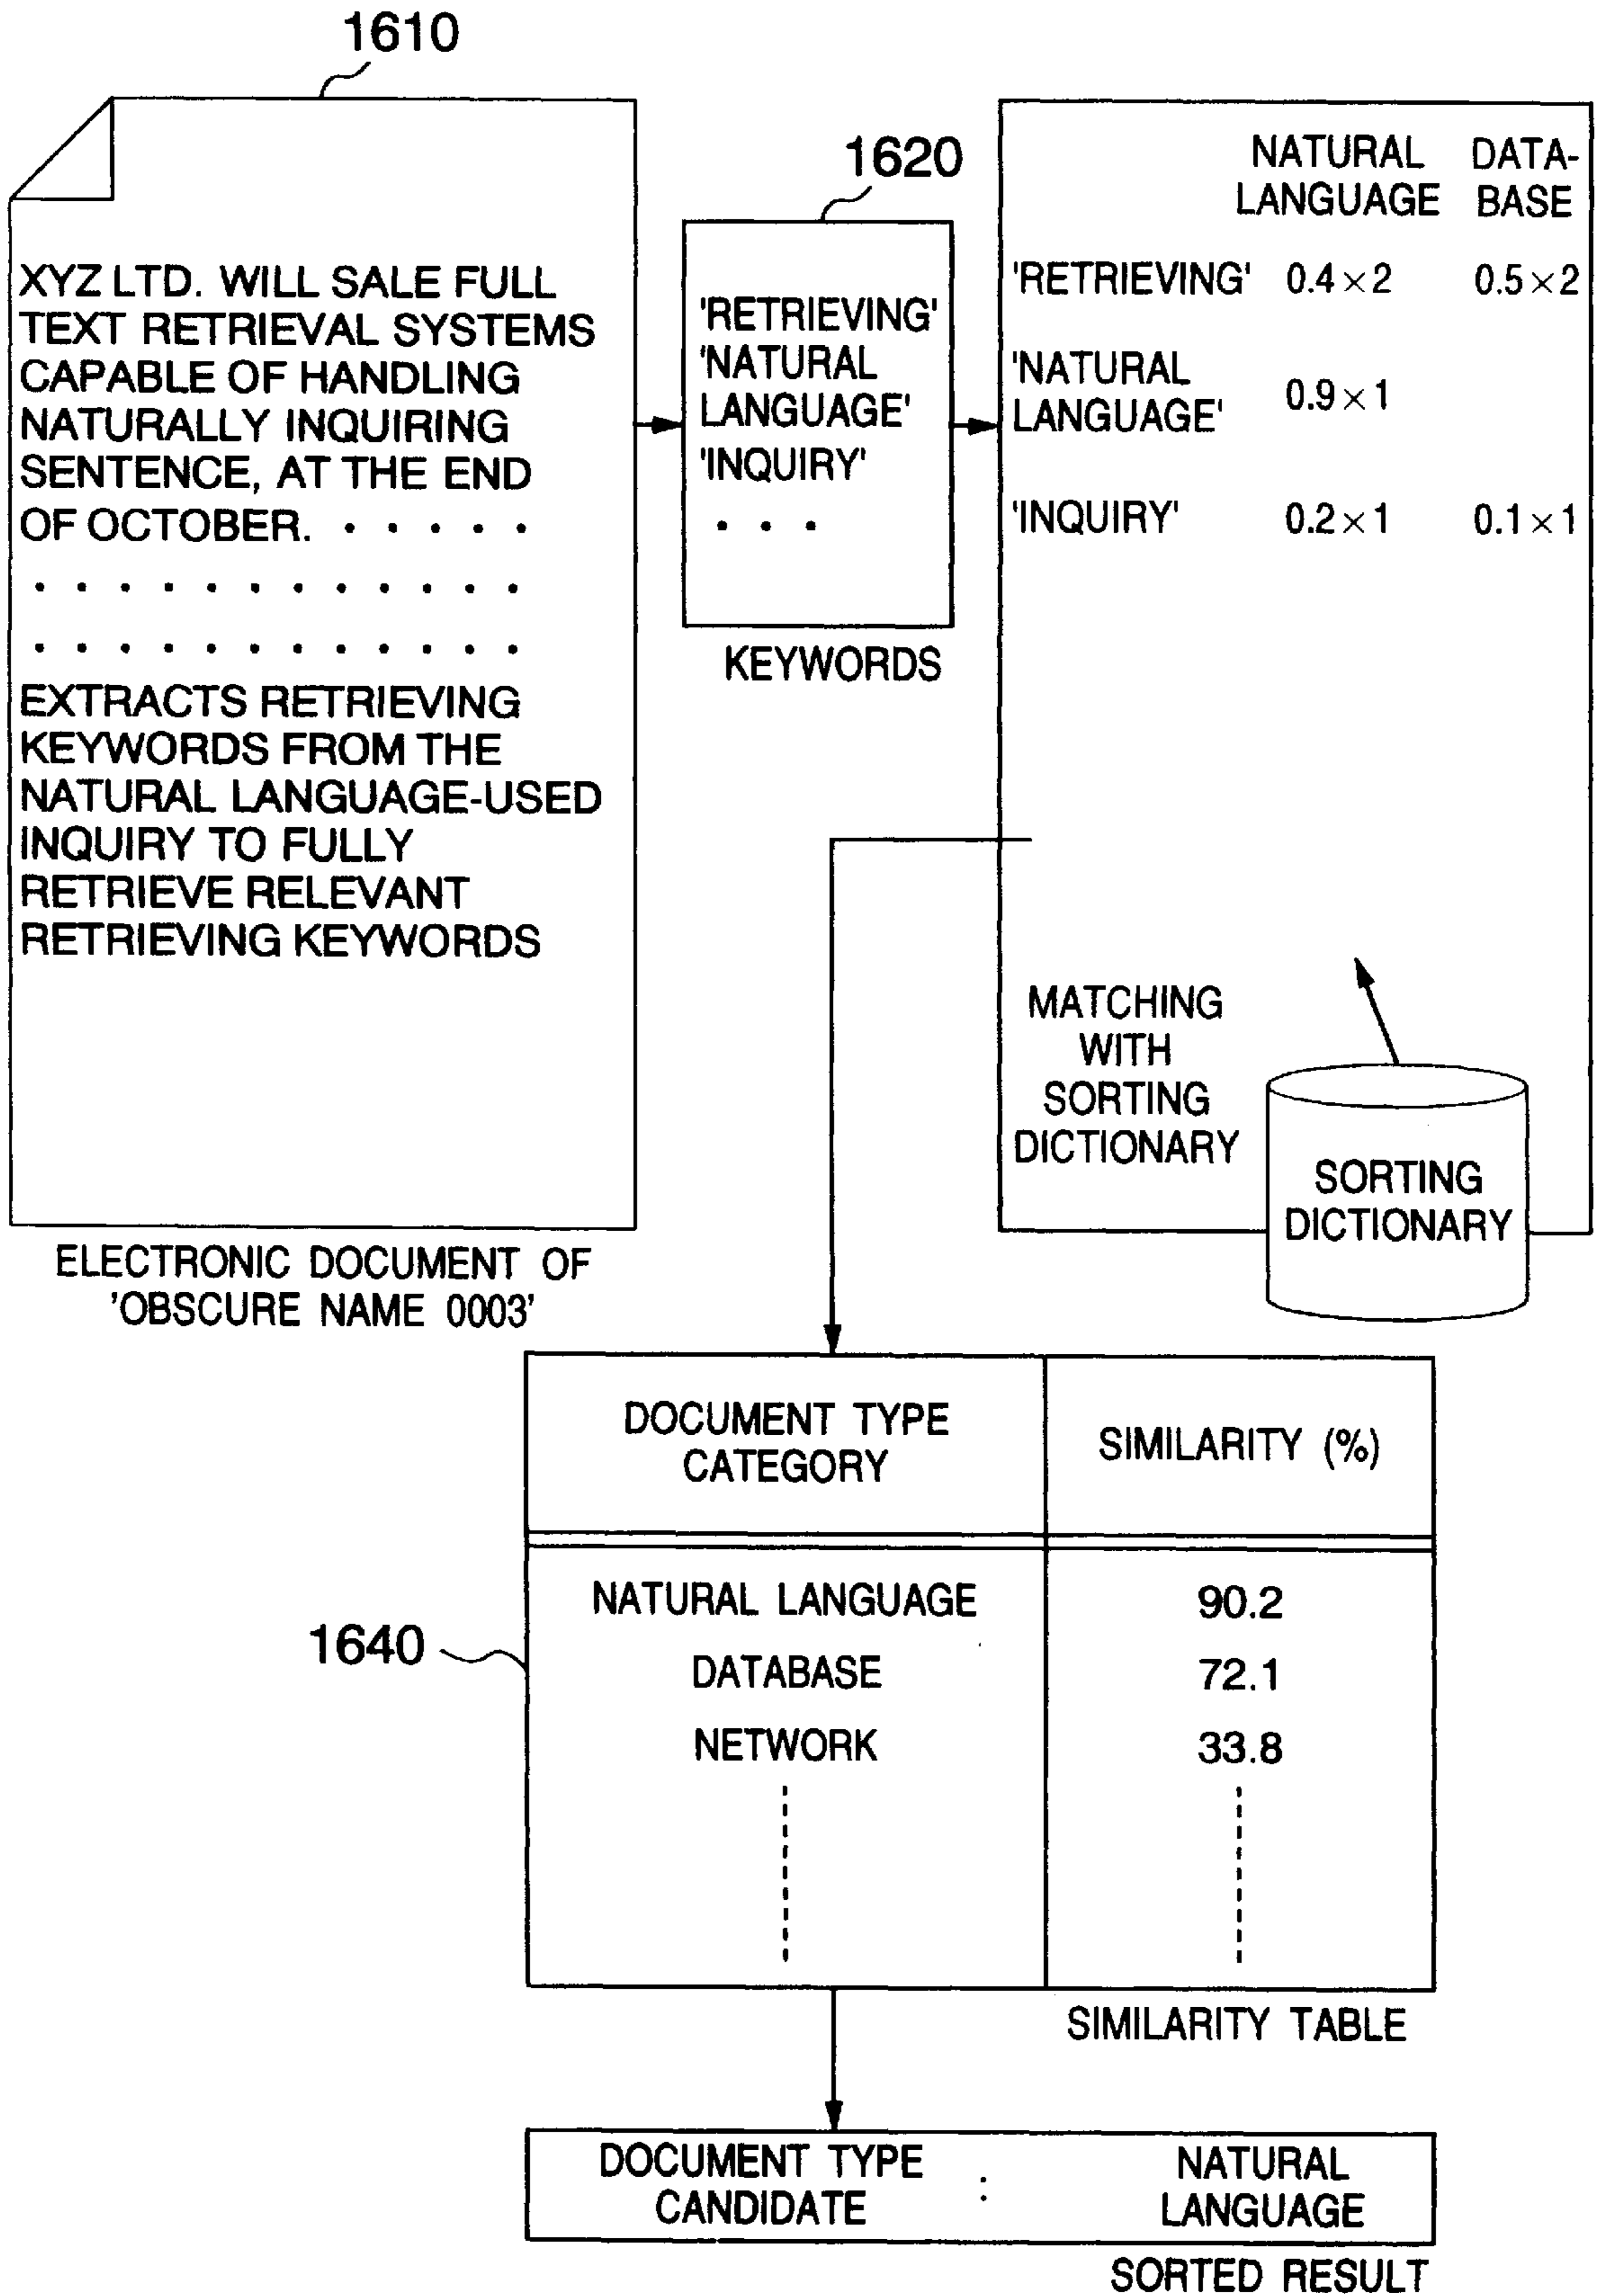 1610
XYZ LTD. WILL SALE FULL
TEXT RETRIEVAL SYSTEMS
CAPABLE OF HANDLING
NATURALLY INQUIRING
SENTENCE, AT THE END
OF OCTOBER. · · · · ·
· · · · · · · · · · · ·
· · · · · · · · · · · ·
EXTRACTS RETRIEVING
KEYWORDS FROM THE
NATURAL LANGUAGE-USED
INQUIRY TO FULLY
RETRIEVE RELEVANT
RETRIEVING KEYWORDS
ELECTRONIC DOCUMENT OF
'OBSCURE NAME 0003'
1620
'RETRIEVING'
'NATURAL
LANGUAGE'
'INQUIRY'
· · ·
KEYWORDS
NATURAL DATA-
LANGUAGE BASE
'RETRIEVING' 0.4×2 0.5×2
'NATURAL
LANGUAGE' 0.9×1
'INQUIRY' 0.2×1 0.1×1
MATCHING
WITH
SORTING
DICTIONARY
SORTING
DICTIONARY
DOCUMENT TYPE
CATEGORY
SIMILARITY (%)
NATURAL LANGUAGE 90.2
1640
DATABASE 72.1
NETWORK 33.8
SIMILARITY TABLE
DOCUMENT TYPE : NATURAL
CANDIDATE LANGUAGE
SORTED RESULT